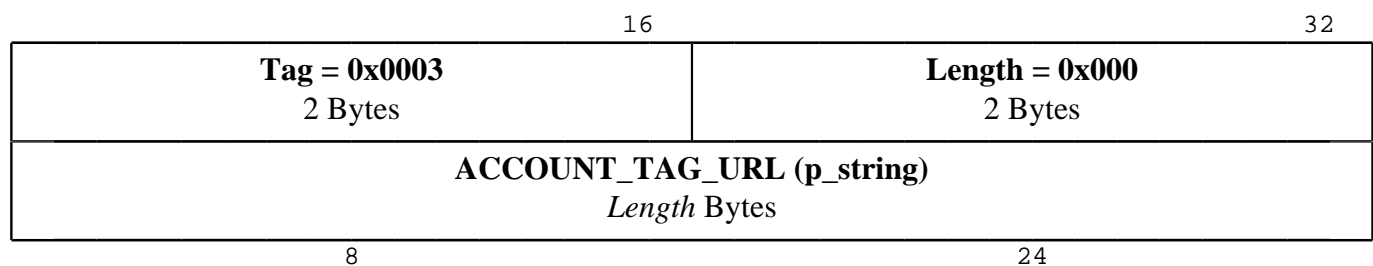 16 32
Tag = 0x0003 Length = 0x000
2 Bytes 2 Bytes
ACCOUNT_TAG_URL (p_string)
Length Bytes
8 24